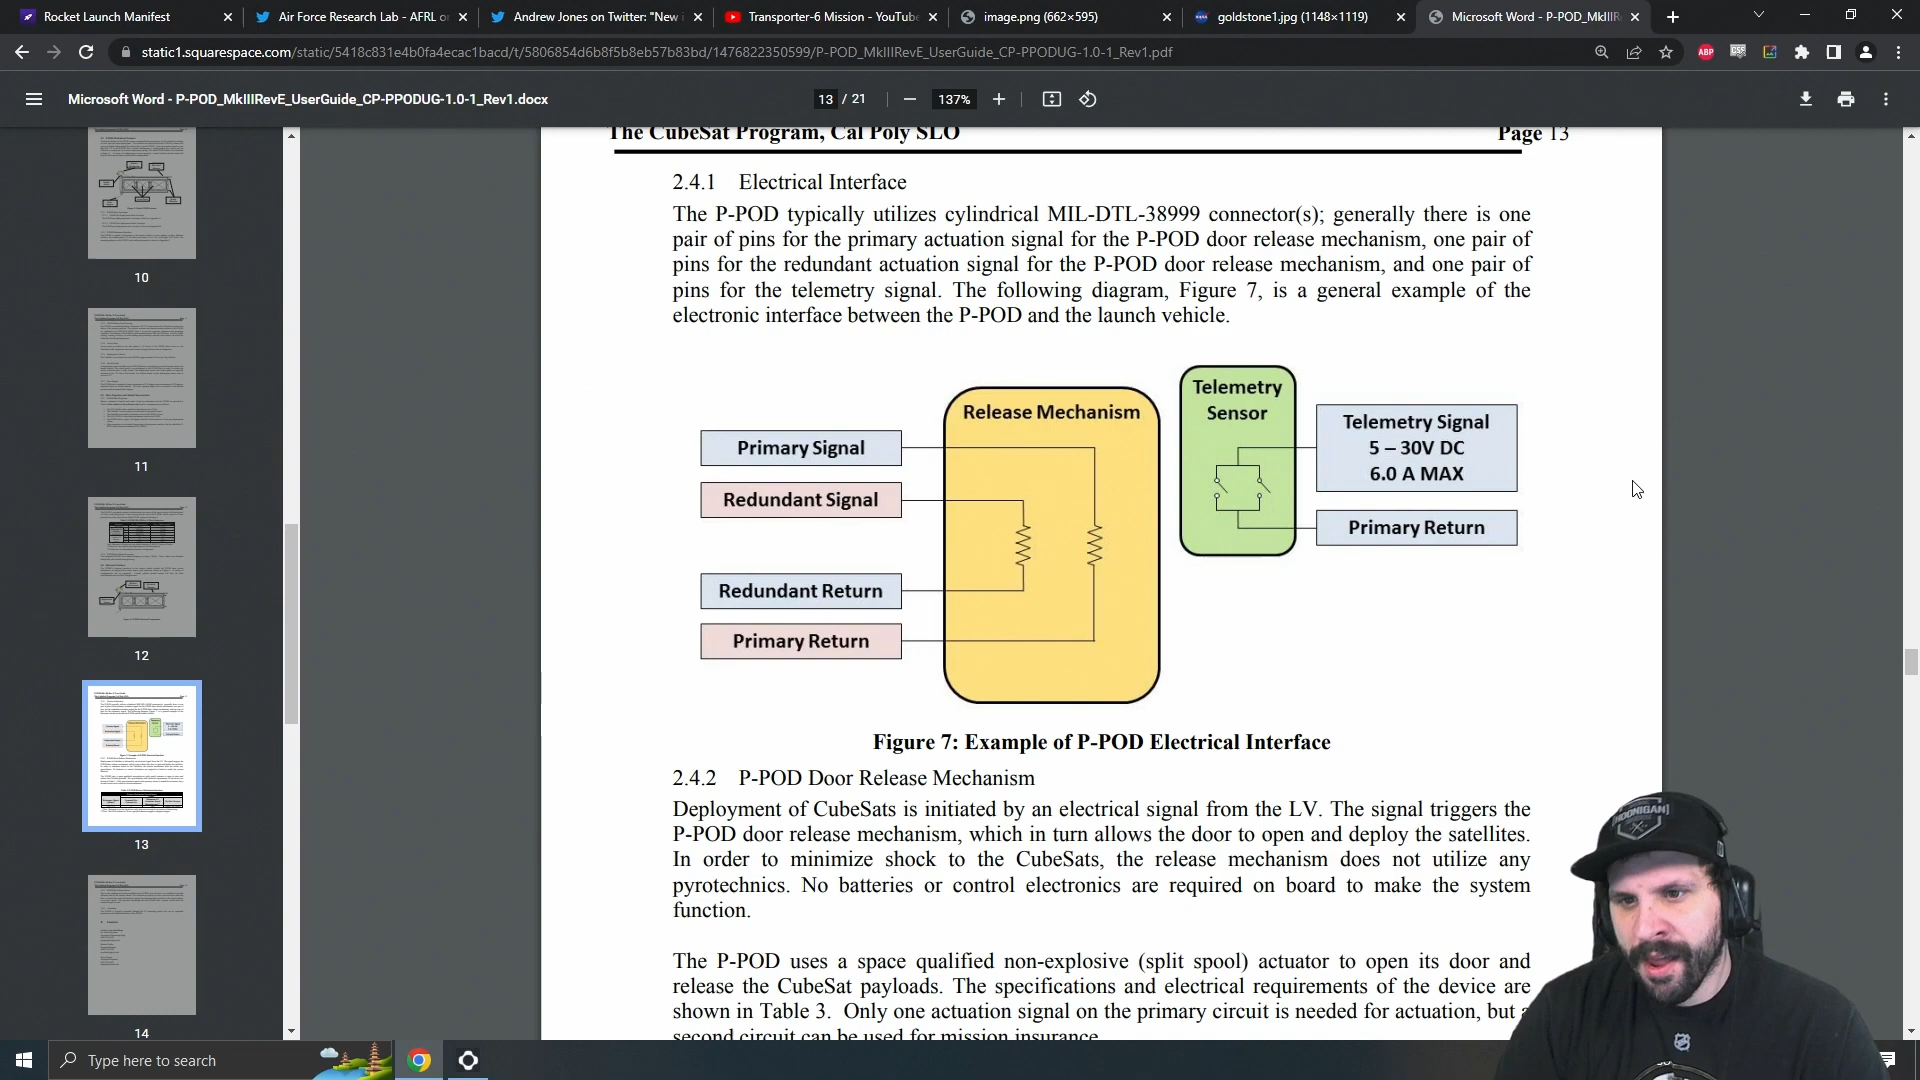 Rocket Launch Manifest
Air Force Research Lab - AFRL o
Andrew Jones on Twitter: "New i
Transporter-6 Mission - YouTube
image.png (662×595)
goldstone1.jpg (1148×1119)
Microsoft Word - P-POD_MkIIIR
static1.squarespace.com/static/5418c831e4b0fa4ecac1bacd/t/5806854d6b8f5b8eb57b83bd/1476822350599/P-POD_MkIIIRevE_UserGuide_CP-PPODUG-1.0-1_Rev1.pdf
ABP
CSP
Microsoft Word - P-POD_MkIIIRevE_UserGuide_CP-PPODUG-1.0-1_Rev1.docx
13 / 21
137%
10
11
12
13
14
The CubeSat Program, Cal Poly SLO Page 13
2.4.1 Electrical Interface
The P-POD typically utilizes cylindrical MIL-DTL-38999 connector(s); generally there is one
pair of pins for the primary actuation signal for the P-POD door release mechanism, one pair of
pins for the redundant actuation signal for the P-POD door release mechanism, and one pair of
pins for the telemetry signal. The following diagram, Figure 7, is a general example of the
electronic interface between the P-POD and the launch vehicle.
Primary Signal
Redundant Signal
Redundant Return
Primary Return
Release Mechanism
Telemetry
Sensor
Telemetry Signal
5 – 30V DC
6.0 A MAX
Primary Return
Figure 7: Example of P-POD Electrical Interface
2.4.2 P-POD Door Release Mechanism
Deployment of CubeSats is initiated by an electrical signal from the LV. The signal triggers the
P-POD door release mechanism, which in turn allows the door to open and deploy the satellites.
In order to minimize shock to the CubeSats, the release mechanism does not utilize any
pyrotechnics. No batteries or control electronics are required on board to make the system
function.
The P-POD uses a space qualified non-explosive (split spool) actuator to open its door and
release the CubeSat payloads. The specifications and electrical requirements of the device are
shown in Table 3. Only one actuation signal on the primary circuit is needed for actuation, but a
second circuit can be used for mission insurance.
HOONIGAN
Type here to search